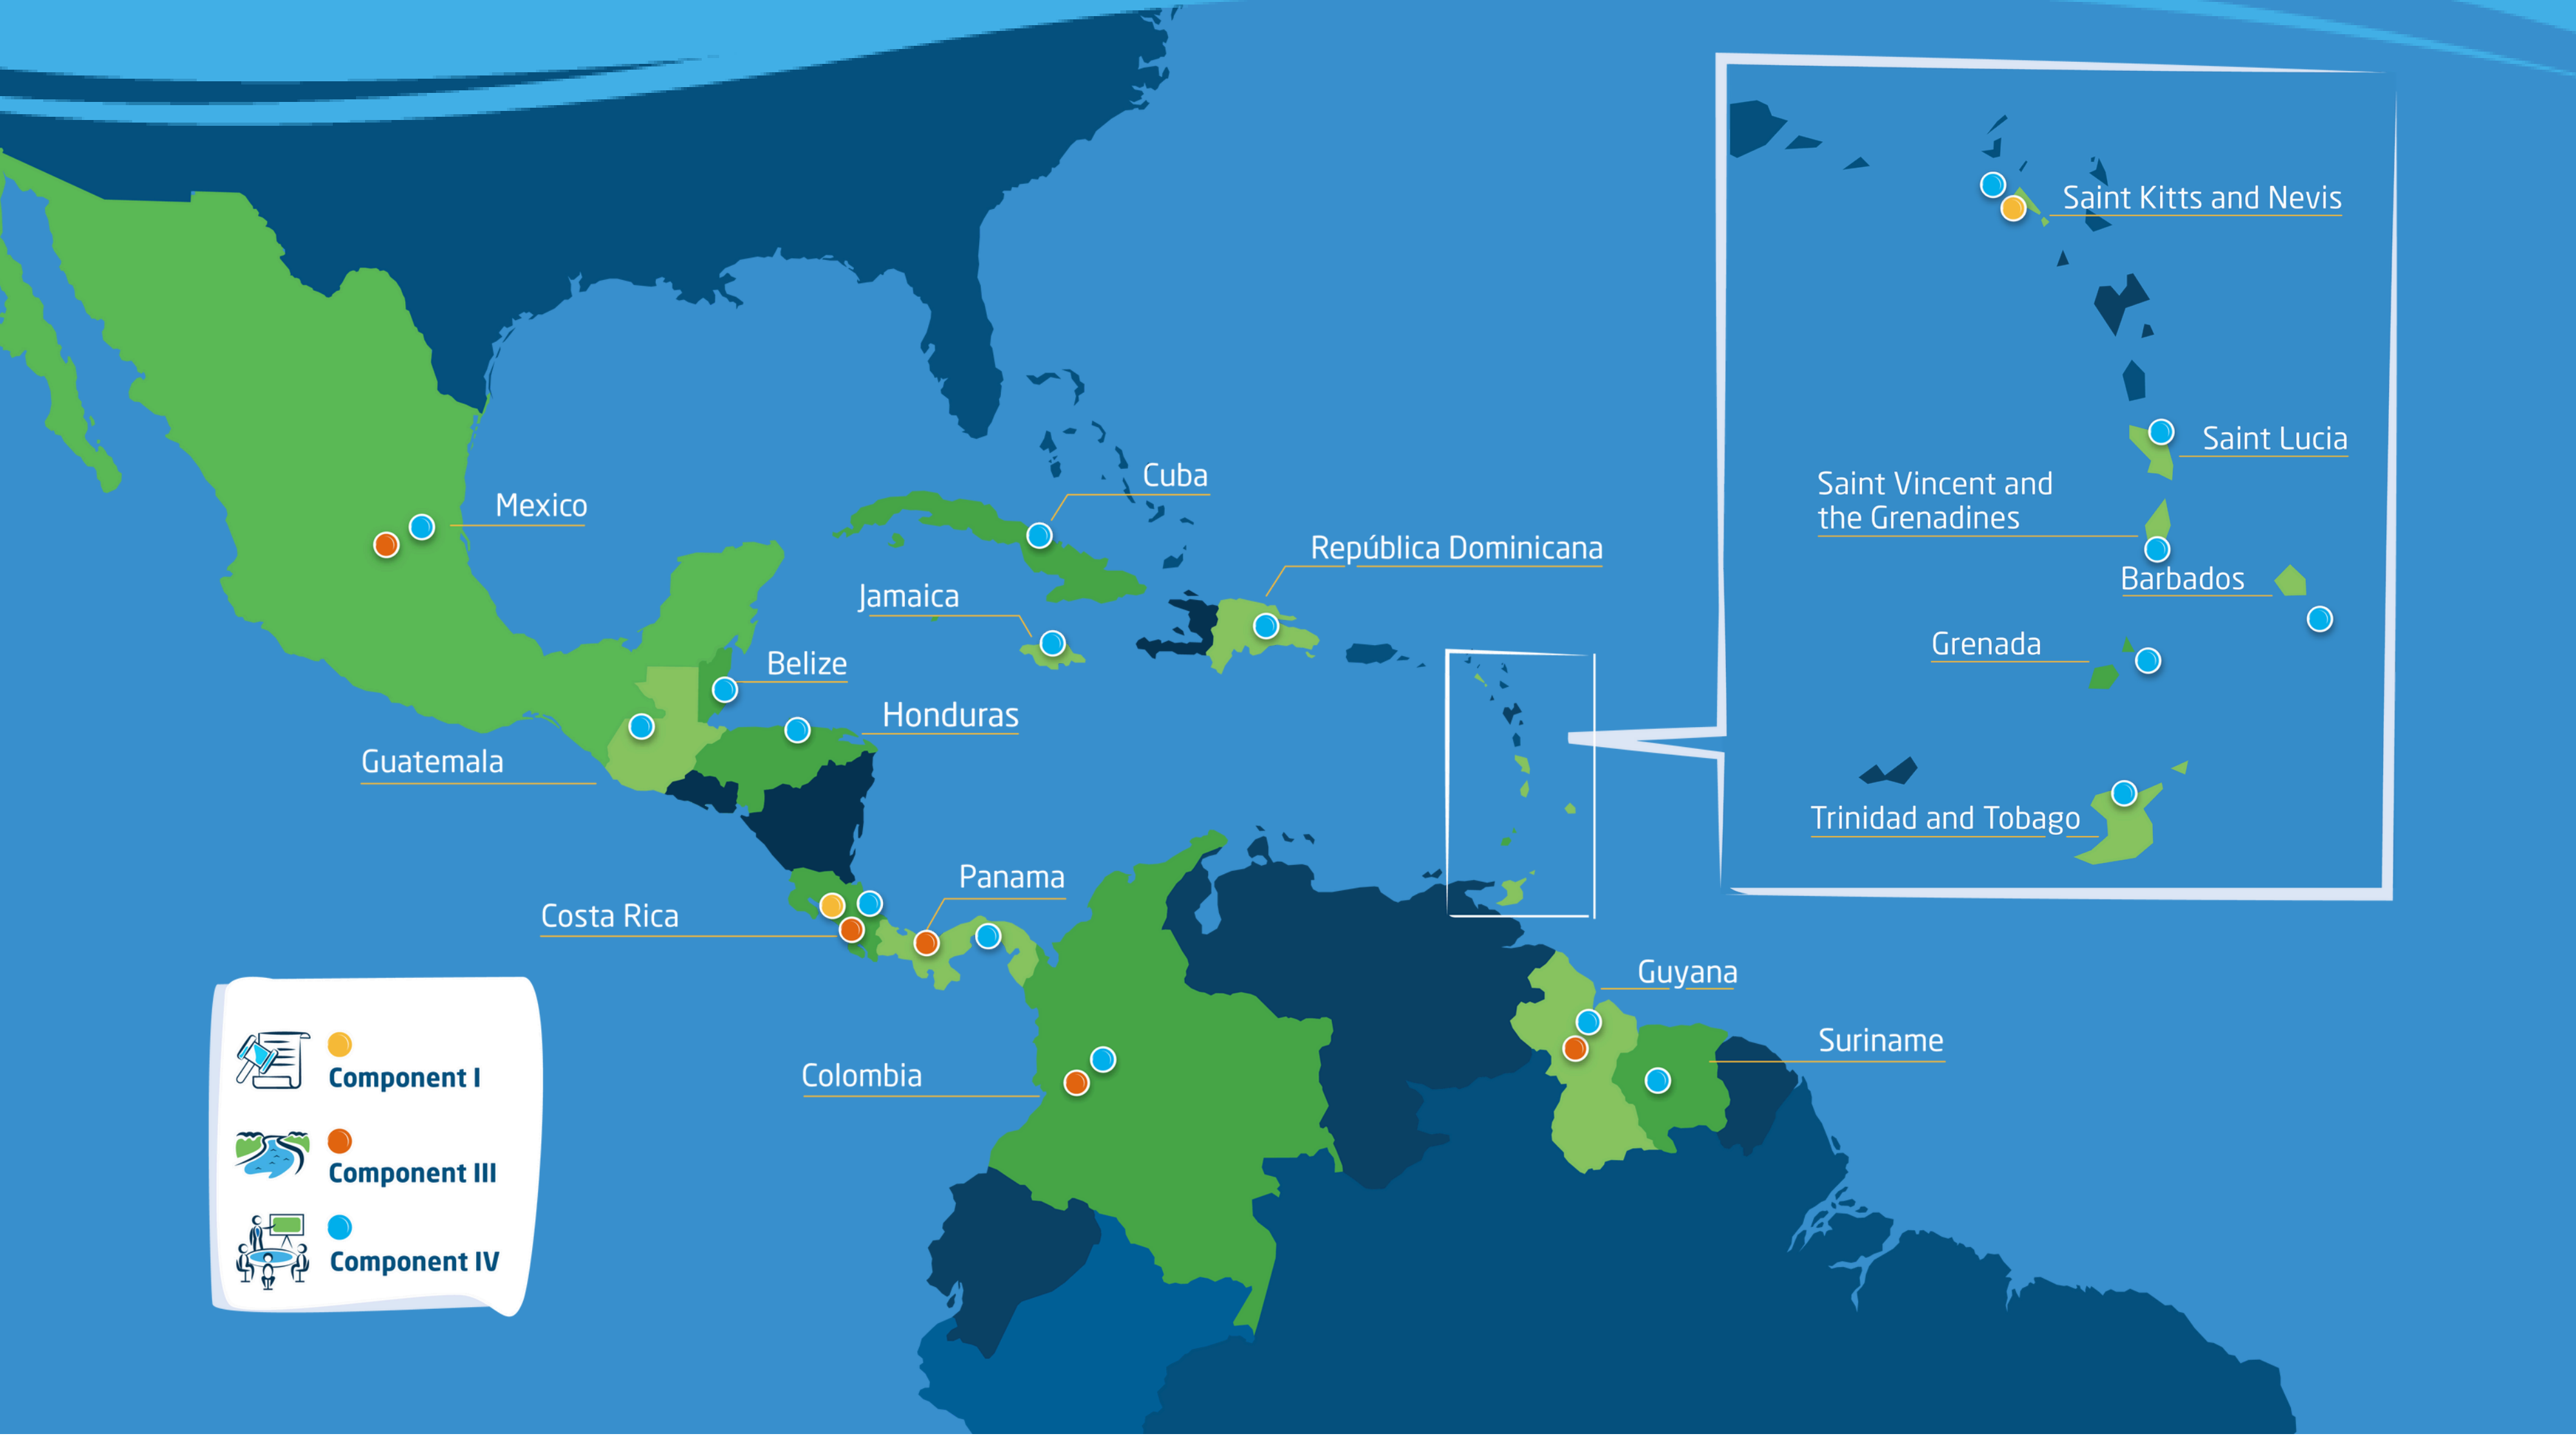 Saint Kitts and Nevis
Saint Lucia
Saint Vincent and
the Grenadines
Barbados
Grenada
Trinidad and Tobago
Mexico
Cuba
República Dominicana
Jamaica
Belize
Honduras
Guatemala
Panama
Costa Rica
Guyana
Suriname
Colombia
Component I
Component III
Component IV